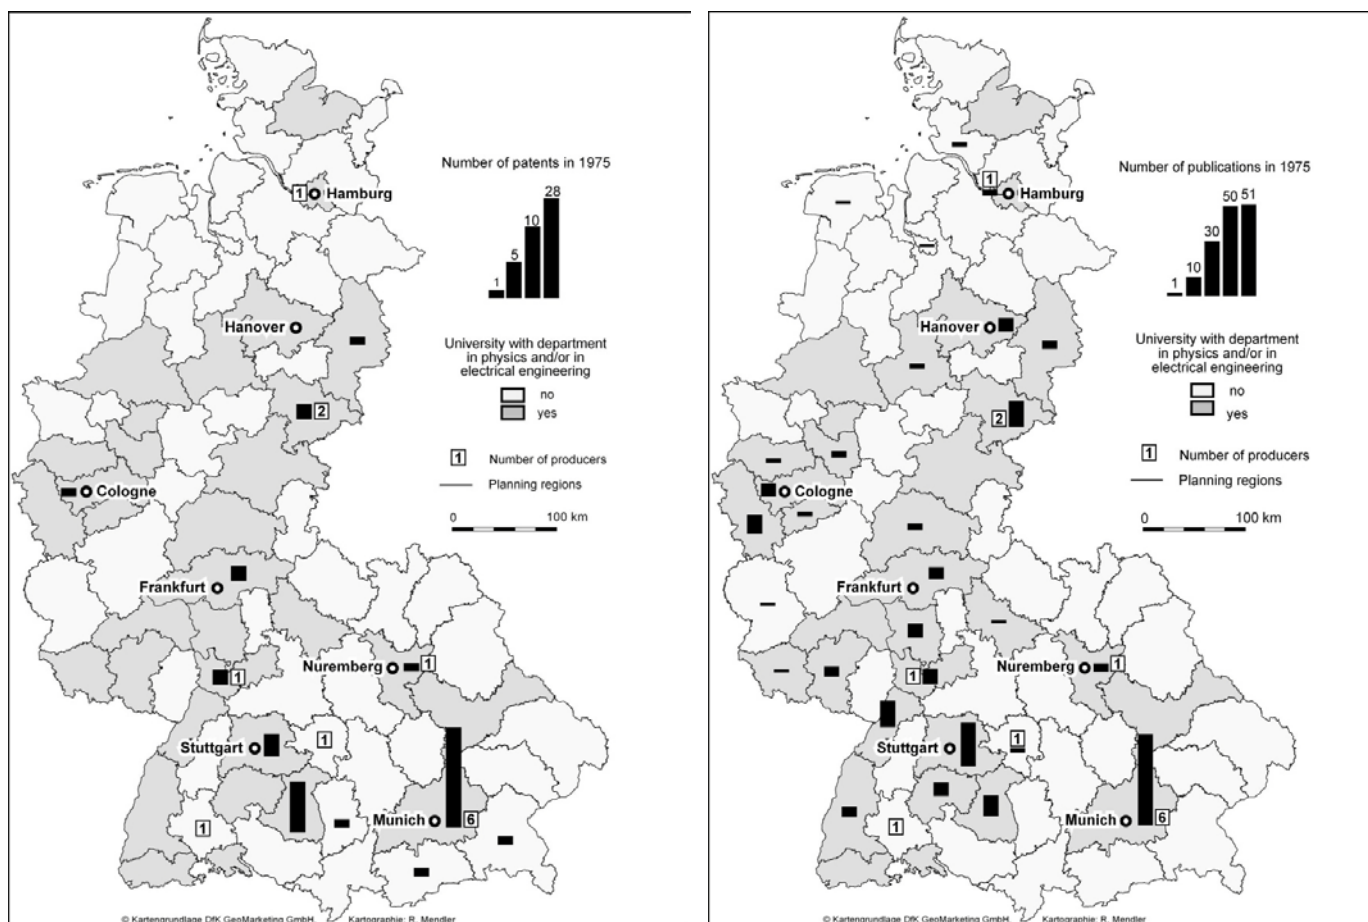 Number of patents in 1975
28
10
5
1
1
Hamburg
Hanover
University with department
in physics and/or in
electrical engineering
no
yes
2
1
Number of producers
Planning regions
0
100 km
Cologne
Frankfurt
Nuremberg
1
1
Stuttgart
1
1
Munich
6
© Kartengrundlage DfK GeoMarketing GmbH,
Kartographie: R. Mendler
Number of publications in 1975
50
51
30
10
1
1
Hamburg
Hanover
University with department
in physics and/or in
electrical engineering
no
yes
2
1
Number of producers
Planning regions
0
100 km
Cologne
Frankfurt
Nuremberg
1
1
Stuttgart
1
1
Munich
6
© Kartengrundlage DfK GeoMarketing GmbH,
Kartographie: R. Mendler